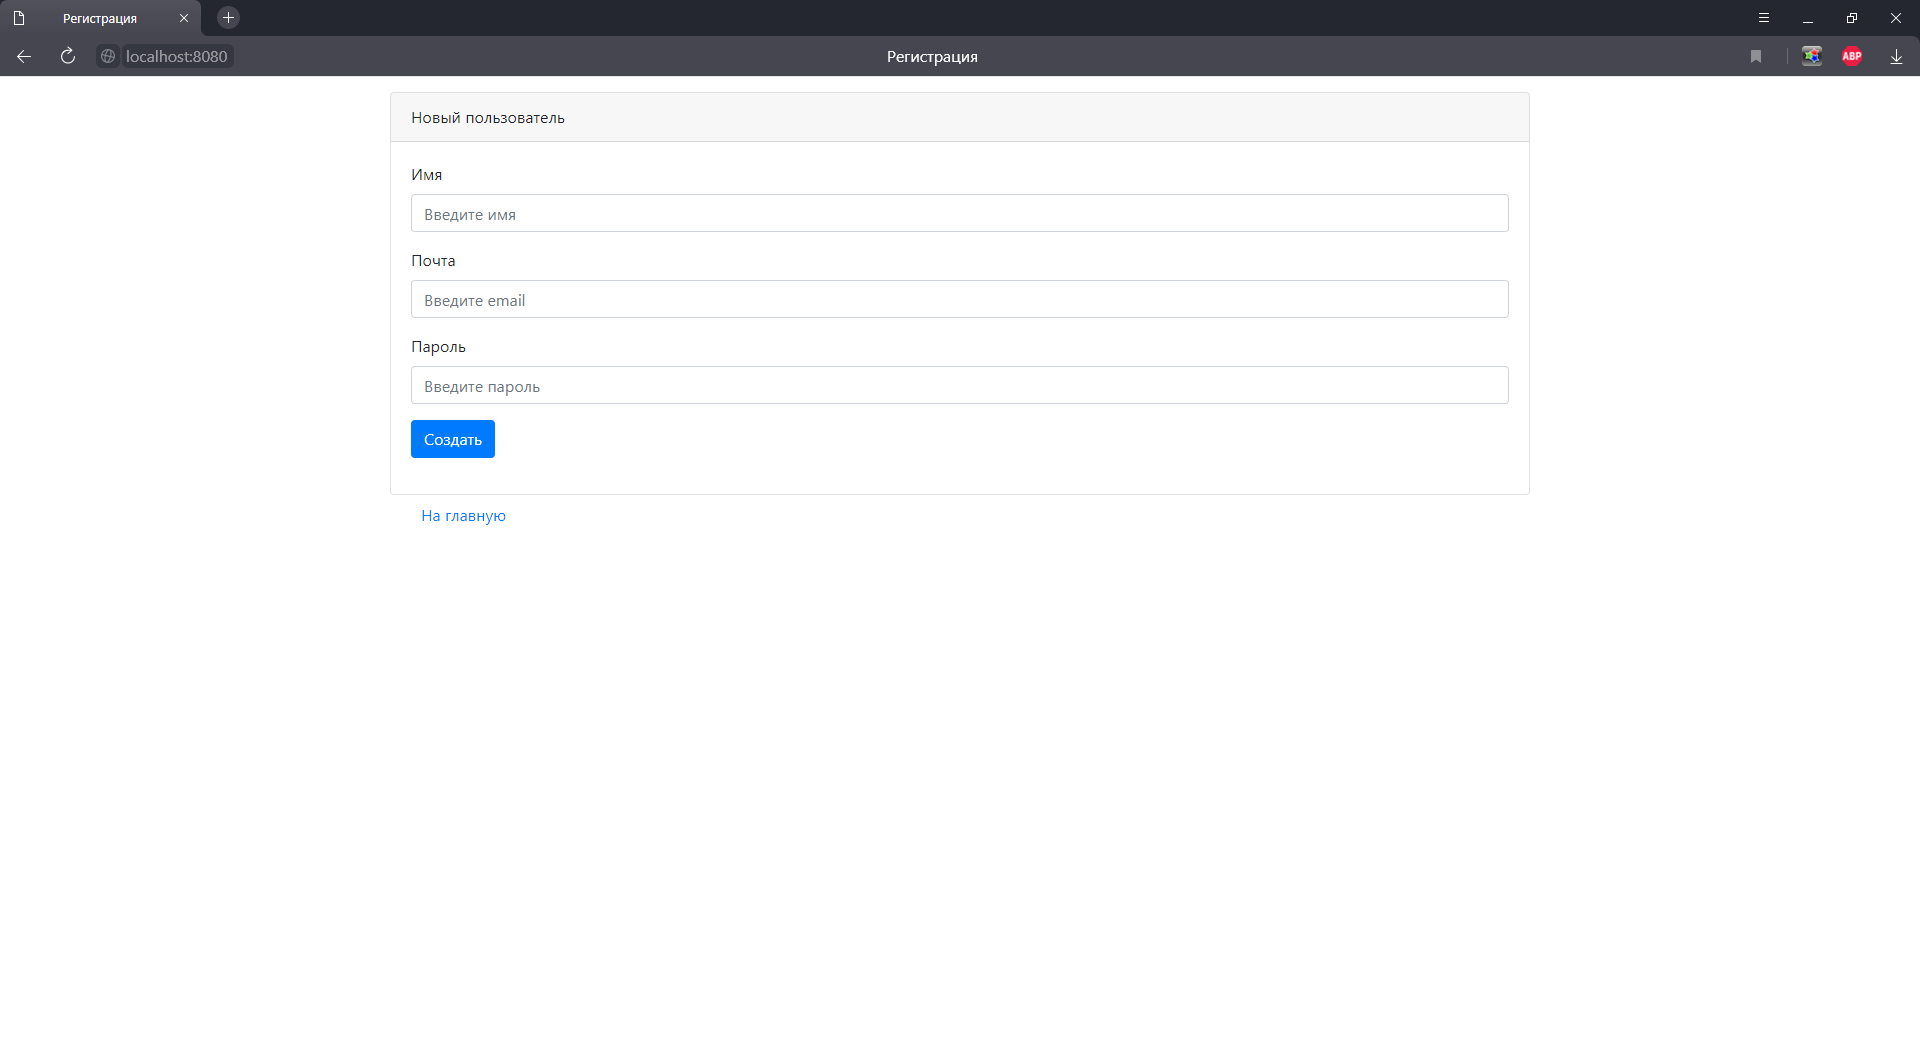 Регистрация
localhost:8080
Регистрация
ABP
Новый пользователь
Имя
Введите имя
Почта
Введите email
Пароль
Введите пароль
Создать
На главную